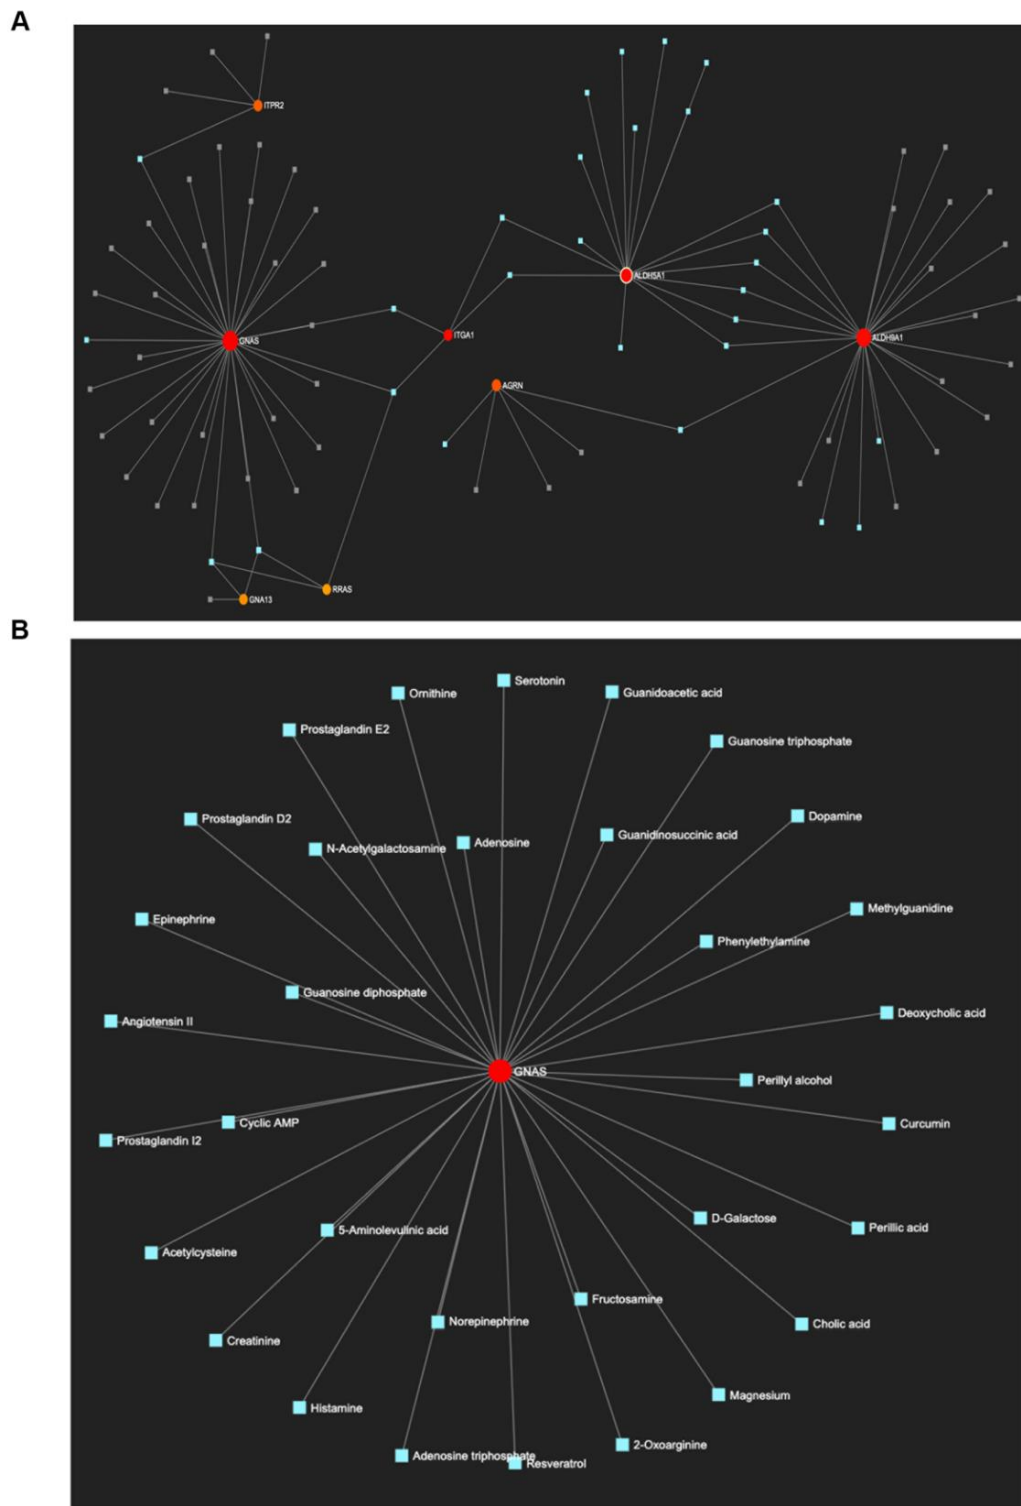 A
ITPR2
ALDH5A1
GNAS
ITGA1
ALDH9A1
AGRN
RRAS
GNA13
B
Serotonin
Ornithine
Guanidoacetic acid
Prostaglandin E2
Guanosine triphosphate
Prostaglandin D2
Dopamine
N-Acetylgalactosamine
Adenosine
Guanidinosuccinic acid
Methylguanidine
Epinephrine
Phenylethylamine
Guanosine diphosphate
Deoxycholic acid
Angiotensin II
GNAS
Perillyl alcohol
Cyclic AMP
Curcumin
Prostaglandin I2
D-Galactose
Perillic acid
5-Aminolevulinic acid
Acetylcysteine
Fructosamine
Norepinephrine
Cholic acid
Creatinine
Magnesium
Histamine
2-Oxoarginine
Adenosine triphosphate
Resveratrol